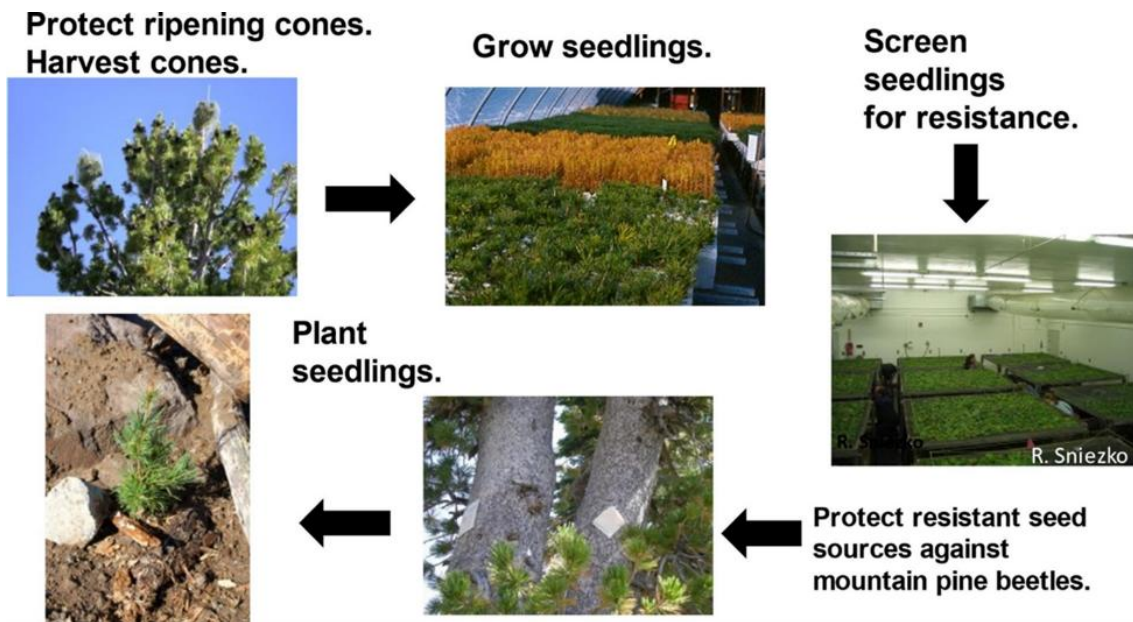 Protect ripening cones.
Harvest cones.
Grow seedlings.
Screen
seedlings
for resistance.
R. Sniezko
R. Sniezko
Protect resistant seed
sources against
mountain pine beetles.
Plant
seedlings.